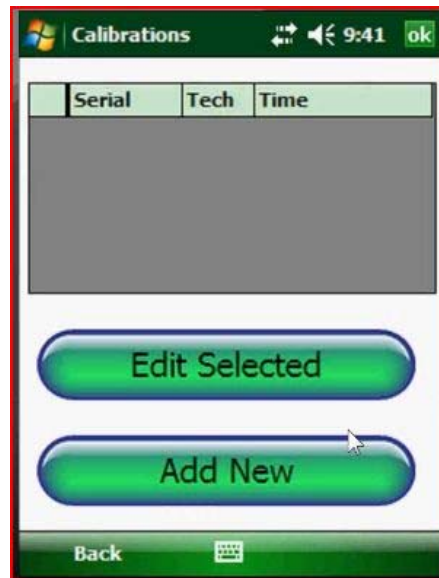 Calibrations 9:41 ok
Serial Tech Time
Edit Selected
Add New
Back